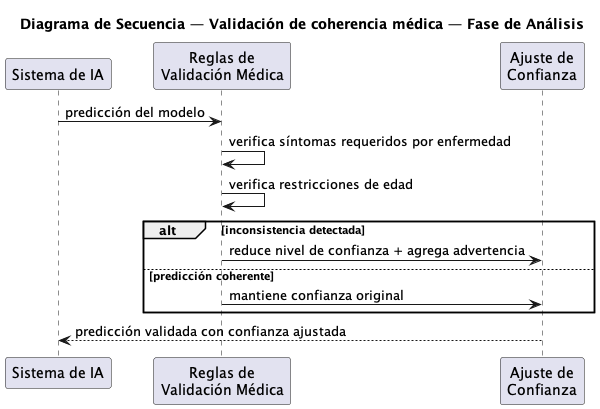 Diagrama de Secuencia — Validación de coherencia médica — Fase de Análisis
Sistema de IA
Reglas de
Validación Médica
Ajuste de
Confianza
predicción del modelo
verifica síntomas requeridos por enfermedad
verifica restricciones de edad
alt
[inconsistencia detectada]
reduce nivel de confianza + agrega advertencia
[predicción coherente]
mantiene confianza original
predicción validada con confianza ajustada
Sistema de IA
Reglas de
Validación Médica
Ajuste de
Confianza